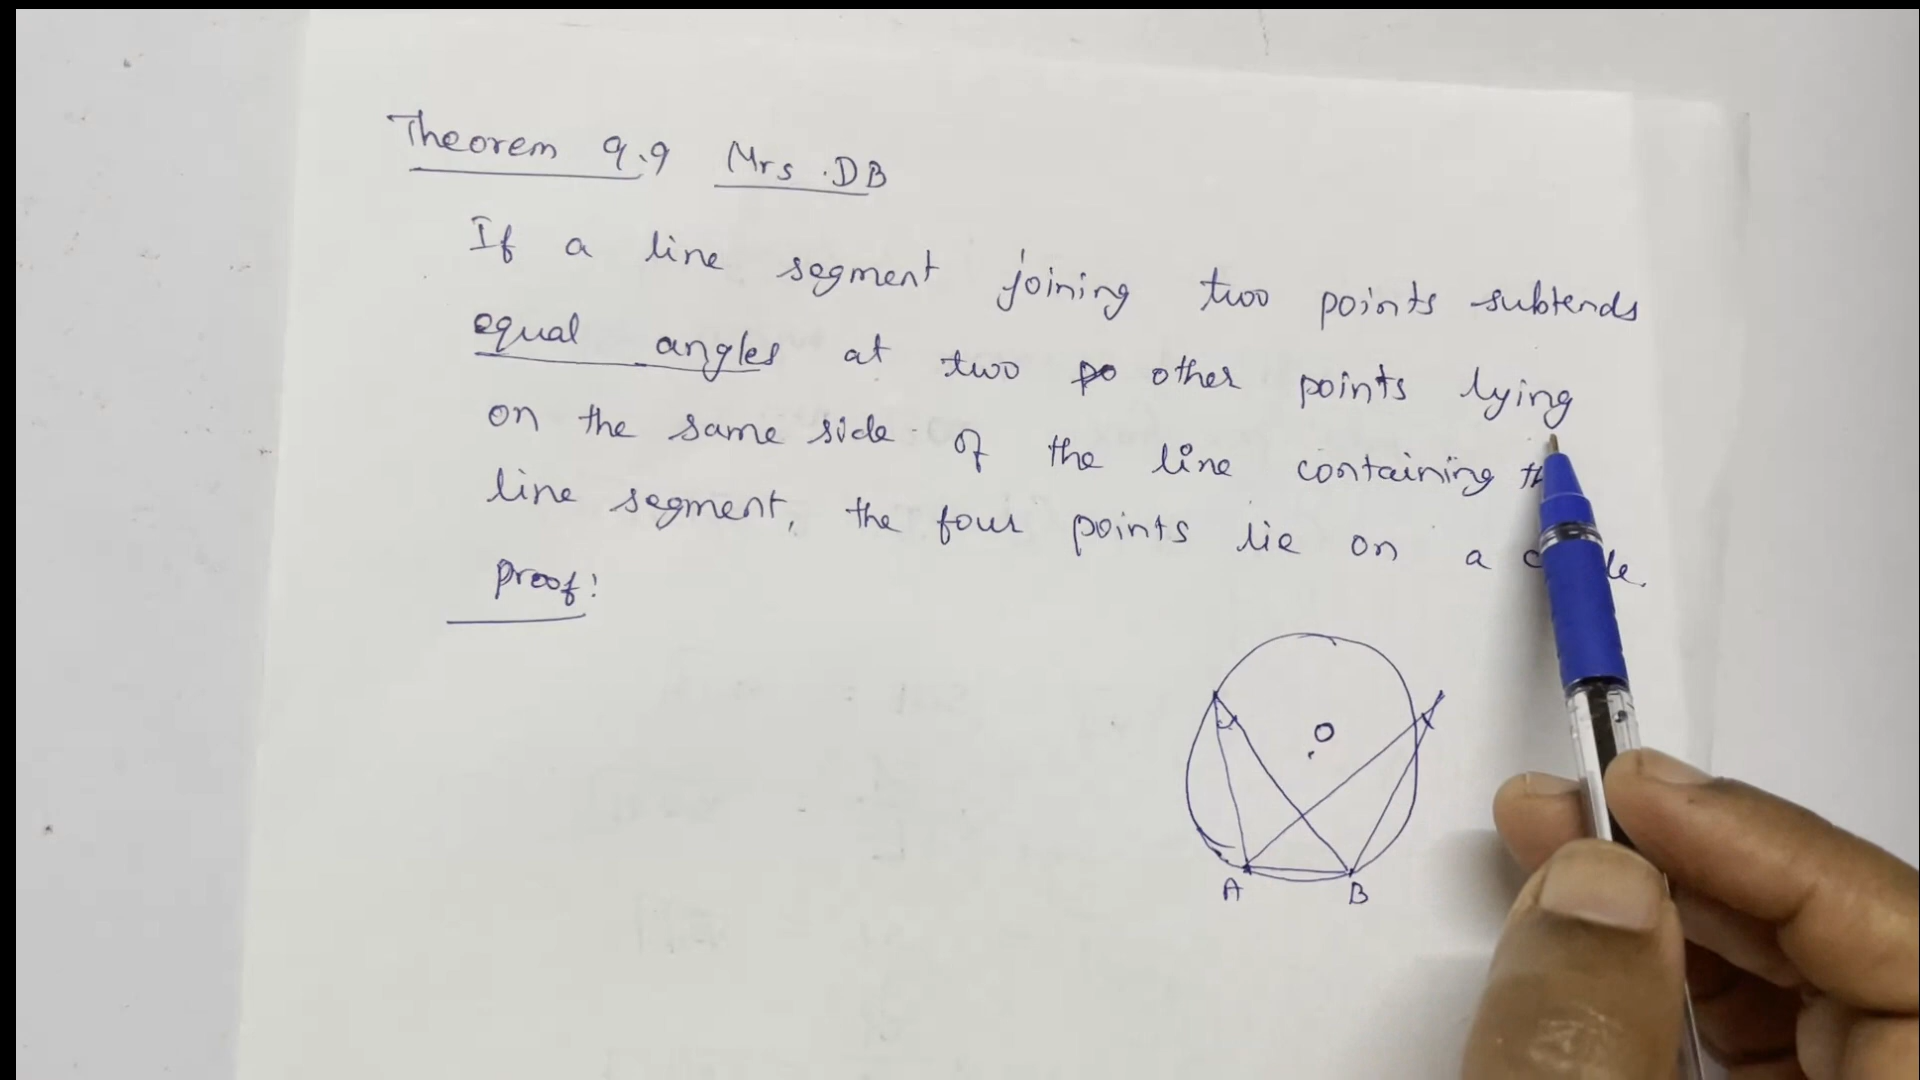 Theorem 9.9 Mrs.DB
If a line segment joining two points subtends
equal angles at two other points lying
on the same side of the line containing
line segment, the four points lie on a
Proof:
O
A B